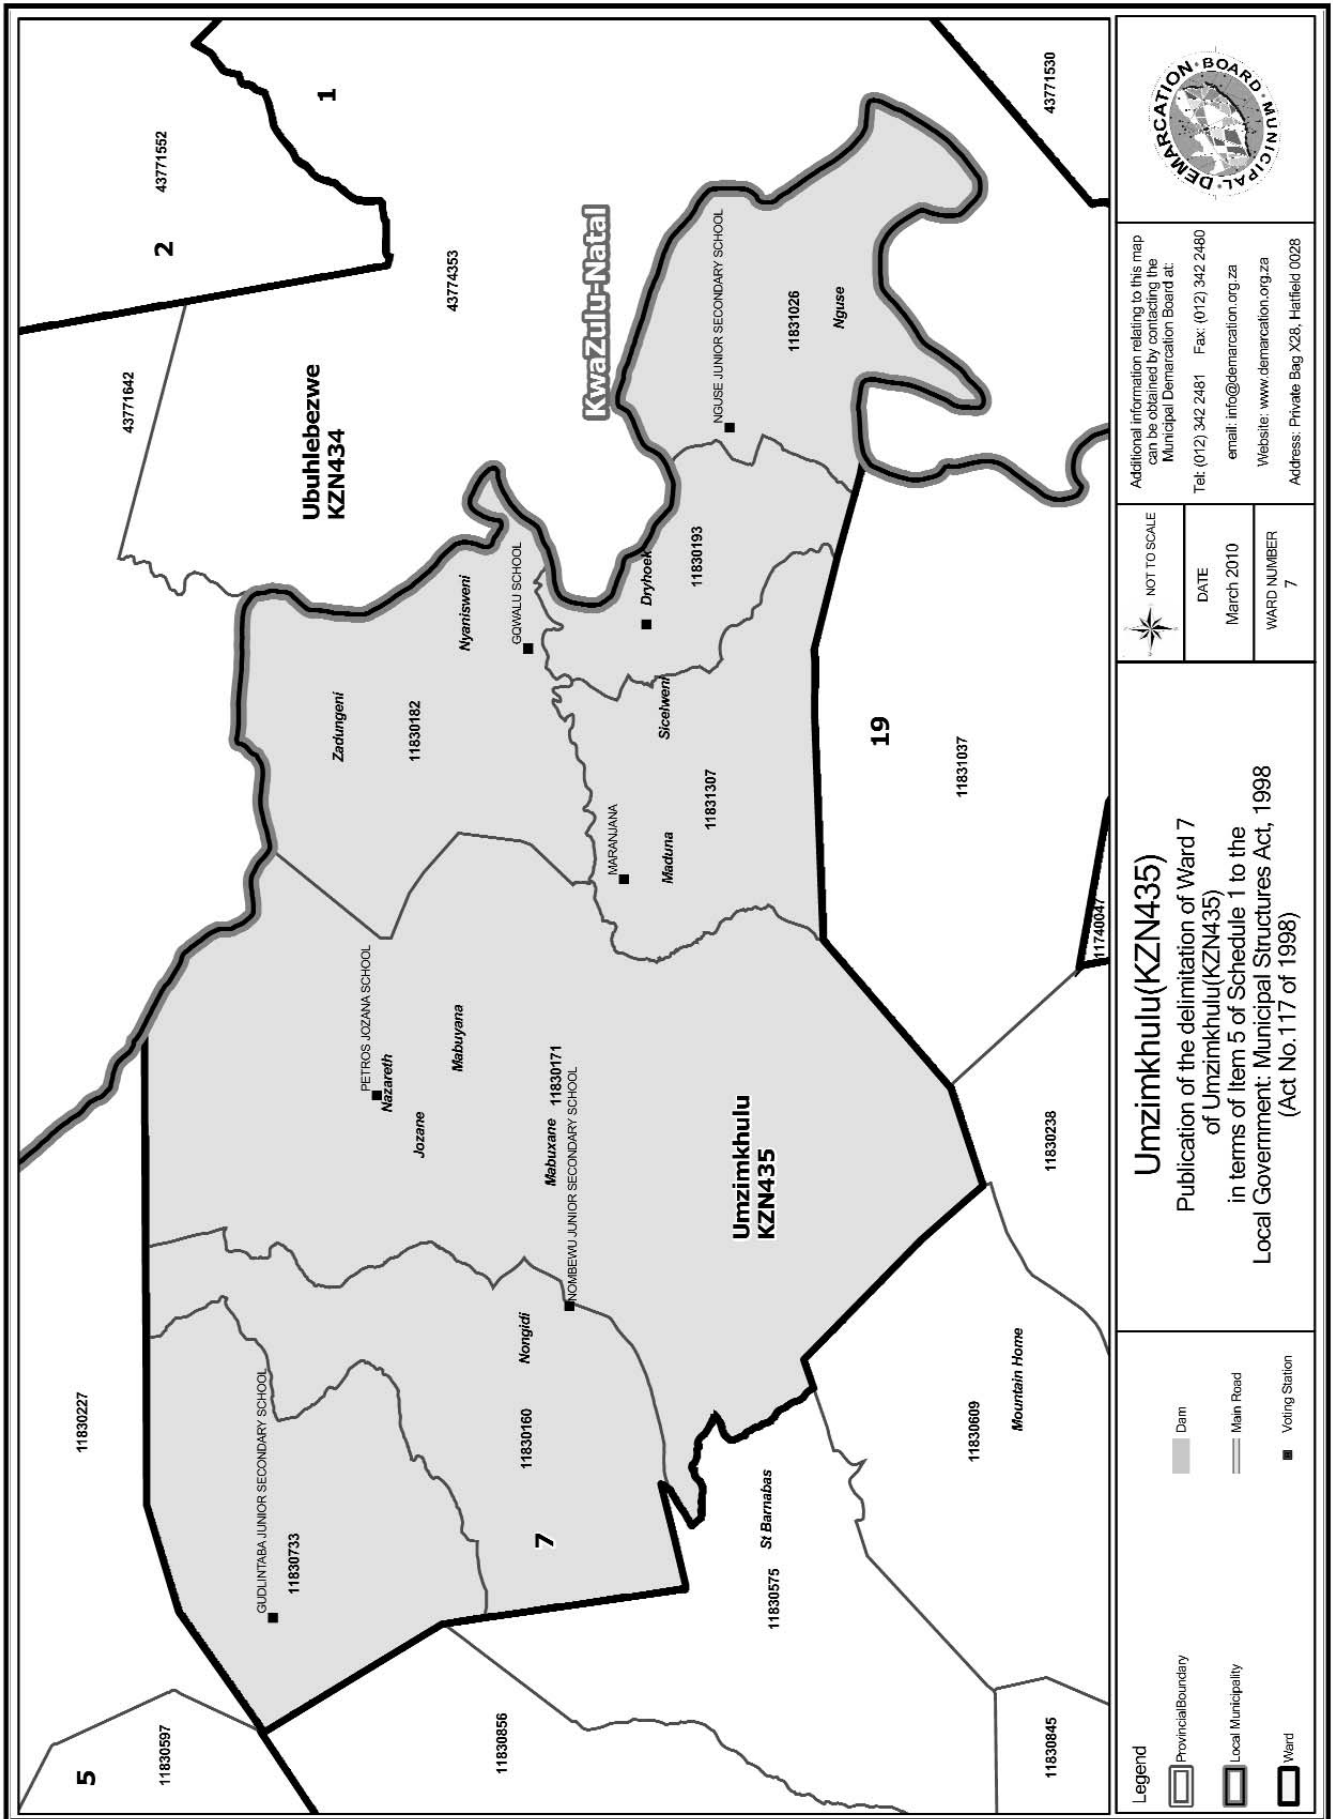 5
11830597
11830227
43771642
43771552
2
1
Ubuhlebezwe
KZN434
43774353
43771530
KwaZulu-Natal
GUDLINTABA JUNIOR SECONDARY SCHOOL
11830733
PETROS JOZANA SCHOOL
Nazareth
Jozane
Mabuyana
Zadungeni
11830182
Nyanisweni
GQWALU SCHOOL
11830856
7
11830160
Nongidi
Mabuxane 11830171
NOMBEWU JUNIOR SECONDARY SCHOOL
MARANJANA
Maduna
Sicelweni
11831307
Dryhoek
11830193
NGUSE JUNIOR SECONDARY SCHOOL
11831026
Nguse
Umzimkhulu
KZN435
11830575
St Barnabas
19
11831037
11830609
Mountain Home
11830845
11830238
11740047
Legend
ProvincialBoundary
Local Municipality
Ward
Dam
Main Road
Voting Station
Umzimkhulu(KZN435)
Publication of the delimitation of Ward 7
of Umzimkhulu(KZN435)
in terms of Item 5 of Schedule 1 to the
Local Government: Municipal Structures Act, 1998
(Act No.117 of 1998)
NOT TO SCALE
DATE
March 2010
WARD NUMBER
7
Additional information relating to this map
can be obtained by contacting the
Municipal Demarcation Board at:
Tel: (012) 342 2481 Fax: (012) 342 2480
email: info@demarcation.org.za
Website: www.demarcation.org.za
Address: Private Bag X28, Hatfield 0028
MUNICIPAL DEMARCATION BOARD